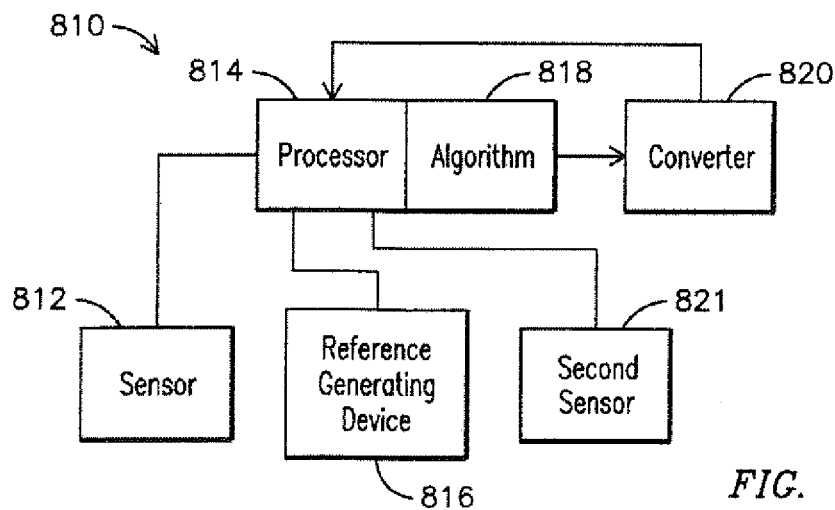 810
814
818
820
Processor
Algorithm
Converter
812
821
Sensor
Reference
Generating
Device
Second
Sensor
816
FIG.